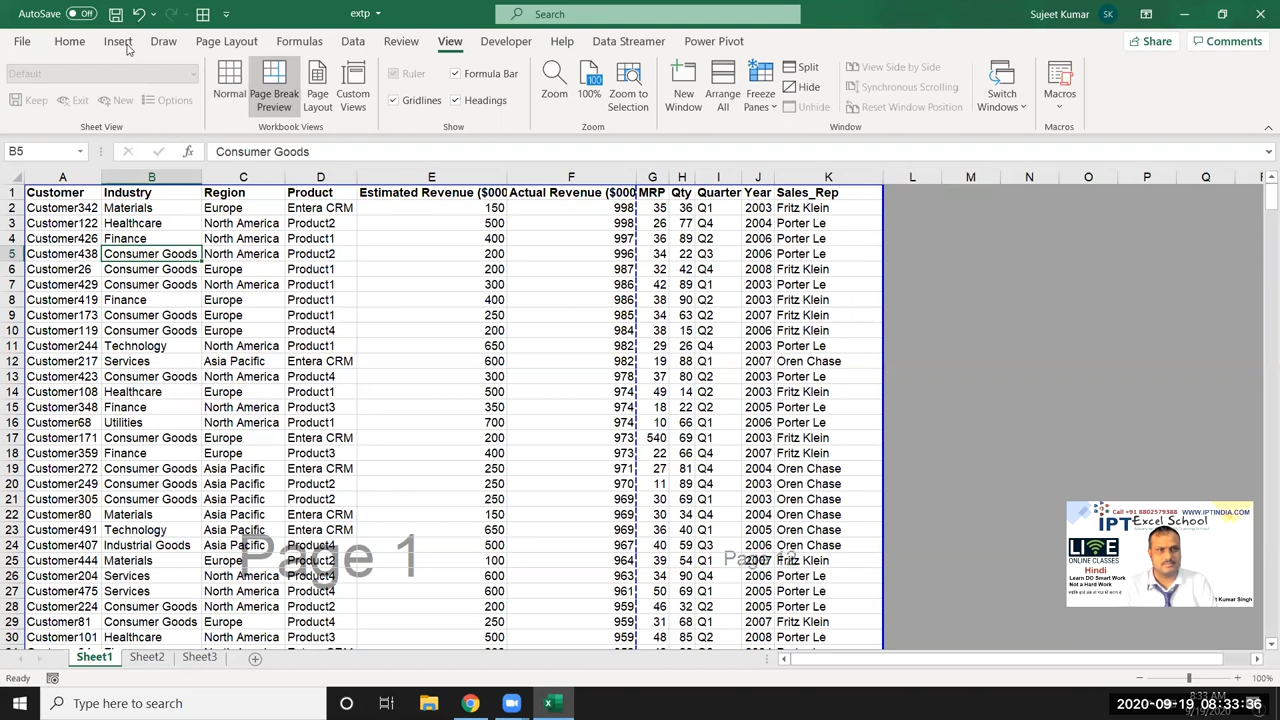 AutoSave Off extp Search Sujeet Kumar SK
File Home Insert Draw Page Layout Formulas Data Review View Developer Help Data Streamer Power Pivot Share Comments
Default
Keep Exit New Options
Sheet View
Normal Page Break Preview Page Layout Custom Views
Workbook Views
Ruler Formula Bar
Gridlines Headings
Show
Zoom 100% Zoom to Selection
Zoom
New Window Arrange All Freeze Panes
Split
Hide
Unhide
View Side by Side
Synchronous Scrolling
Reset Window Position
Switch Windows
Window
Macros
Macros
B5 fx Consumer Goods
A B C D E F G H I J K L M N O P Q
1 Customer Industry Region Product Estimated Revenue ($000 Actual Revenue ($000 MRP Qty Quarter Year Sales_Rep
2 Customer342 Materials Europe Entera CRM 150 998 35 36 Q1 2003 Fritz Klein
3 Customer122 Healthcare North America Product2 200 998 26 77 Q4 2004 Porter Le
4 Customer426 Finance North America Product1 400 997 36 89 Q2 2006 Porter Le
5 Customer438 Consumer Goods North America Product2 200 996 34 22 Q3 2006 Porter Le
6 Customer26 Consumer Goods Europe Product1 200 987 32 42 Q4 2008 Fritz Klein
7 Customer429 Consumer Goods North America Product1 300 986 42 89 Q1 2003 Porter Le
8 Customer419 Finance Europe Product1 400 986 38 90 Q2 2003 Fritz Klein
9 Customer173 Consumer Goods Europe Product1 250 985 34 63 Q2 2007 Fritz Klein
10 Customer119 Consumer Goods Europe Product4 200 984 38 15 Q2 2006 Fritz Klein
11 Customer244 Technology North America Product1 650 982 29 26 Q4 2003 Porter Le
12 Customer217 Services Asia Pacific Entera CRM 600 982 19 88 Q1 2007 Oren Chase
13 Customer423 Consumer Goods North America Product4 300 978 37 80 Q2 2003 Porter Le
14 Customer108 Healthcare Europe Product1 500 974 49 14 Q2 2003 Fritz Klein
15 Customer348 Finance North America Product3 350 974 18 22 Q2 2005 Porter Le
16 Customer68 Utilities North America Product1 700 974 10 66 Q1 2006 Porter Le
17 Customer171 Consumer Goods Europe Entera CRM 200 973 540 69 Q1 2003 Fritz Klein
18 Customer359 Finance Europe Product3 400 973 22 66 Q4 2007 Fritz Klein
19 Customer272 Consumer Goods Asia Pacific Entera CRM 250 971 27 81 Q4 2004 Oren Chase
20 Customer249 Consumer Goods Asia Pacific Product2 250 970 11 89 Q4 2003 Oren Chase
21 Customer305 Consumer Goods Asia Pacific Product2 250 969 30 69 Q1 2003 Oren Chase
22 Customer80 Materials Asia Pacific Entera CRM 150 969 30 34 Q4 2004 Oren Chase
23 Customer491 Technology Asia Pacific Entera CRM 650 969 36 40 Q1 2005 Oren Chase
24 Customer407 Industrial Goods Asia Pacific Product4 500 967 40 59 Q3 2006 Oren Chase
25 Customer444 Materials Europe Product2 100 964 39 54 Q1 2007 Fritz Klein
26 Customer204 Services North America Product4 600 963 34 90 Q4 2006 Porter Le
27 Customer475 Services North America Product4 600 961 50 69 Q1 2005 Porter Le
28 Customer224 Consumer Goods North America Product2 200 959 46 32 Q2 2005 Porter Le
29 Customer81 Consumer Goods Europe Product1 250 959 31 68 Q1 2007 Fritz Klein
30 Customer101 Healthcare North America Product3 500 959 48 85 Q2 2008 Porter Le
Page 1
Call +91 8802579388 WWW.IPTINDIA.COM
IPT Excel School
LIVE
ONLINE CLASSES
Hindi
Learn DO Smart Work
Not a Hard Work
t Kumar Singh
Sheet1 Sheet2 Sheet3
Ready 100%
Type here to search
8:33 AM
9/19/2020
2020-09-19 08:33:36